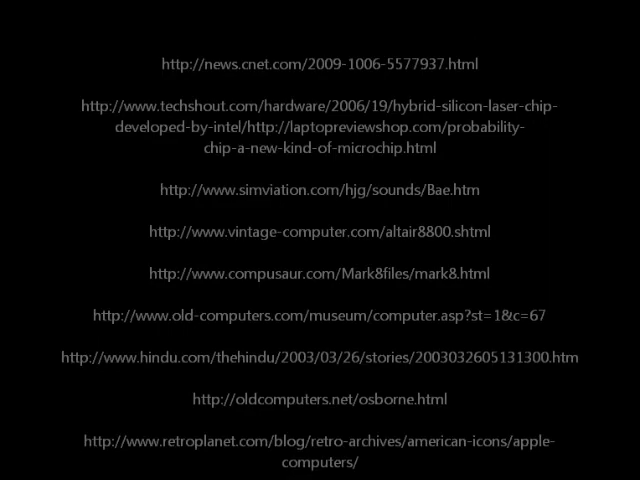 http://news.cnet.com/2009-1006-5577937.html
http://www.techshout.com/hardware/2006/19/hybrid-silicon-laser-chip-
developed-by-intel/http://laptopreviewshop.com/probability-
chip-a-new-kind-of-microchip.html
http://www.simviation.com/hjg/sounds/Bae.htm
http://www.vintage-computer.com/altair8800.shtml
http://www.compusaur.com/Mark8files/mark8.html
http://www.old-computers.com/museum/computer.asp?st=1&c=67
http://www.hindu.com/thehindu/2003/03/26/stories/2003032605131300.htm
http://oldcomputers.net/osborne.html
http://www.retroplanet.com/blog/retro-archives/american-icons/apple-
computers/